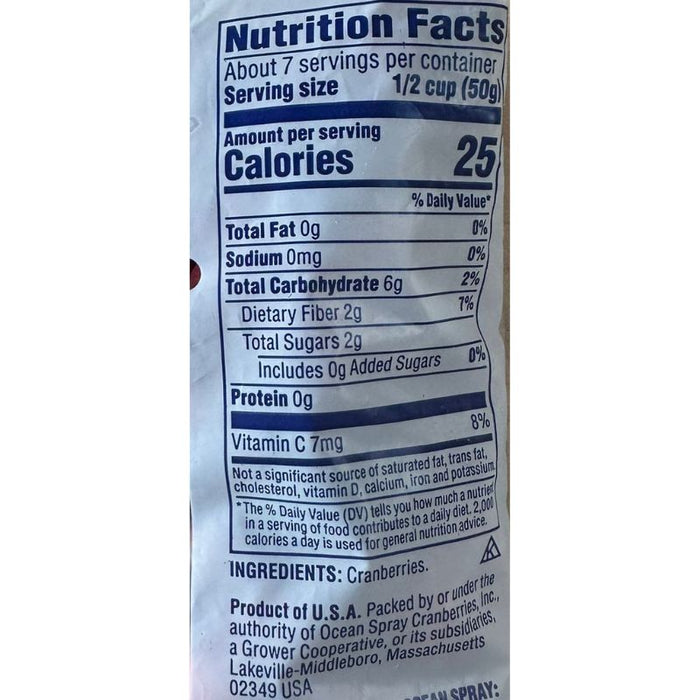 Nutrition Facts
About 7 servings per container
Serving size 1/2 cup (50g)
Amount per serving
Calories 25
% Daily Value*
Total Fat 0g 0%
Sodium 0mg 0%
Total Carbohydrate 6g 2%
Dietary Fiber 2g 7%
Total Sugars 2g
Includes 0g Added Sugars 0%
Protein 0g
Vitamin C 7mg 8%
Not a significant source of saturated fat, trans fat,
cholesterol, vitamin D, calcium, iron and potassium
*The % Daily Value (DV) tells you how much a nutrient
in a serving of food contributes to a daily diet. 2,000
calories a day is used for general nutrition advice.
K
INGREDIENTS: Cranberries.
Product of U.S.A. Packed by or under the
authority of Ocean Spray Cranberries, Inc.,
a Grower Cooperative, or its subsidiaries,
Lakeville-Middleboro, Massachusetts
02349 USA
OCEAN SPRAY: